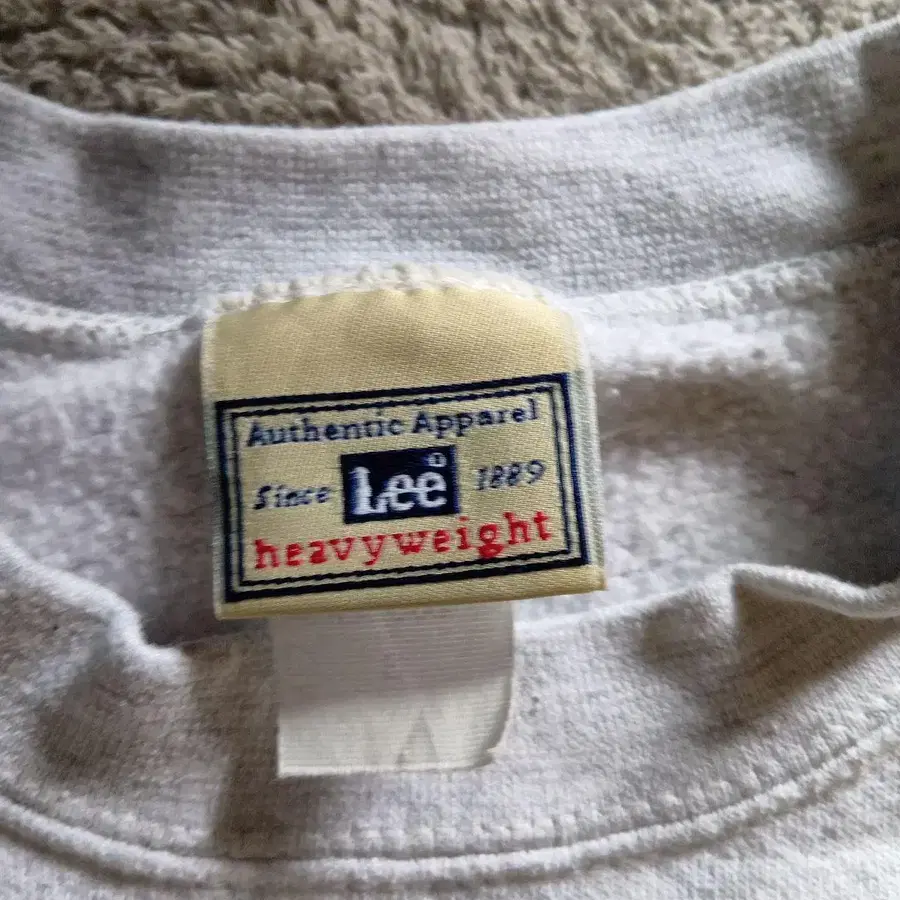 Authentic Apparel
Since Lee 1889
heavyweight